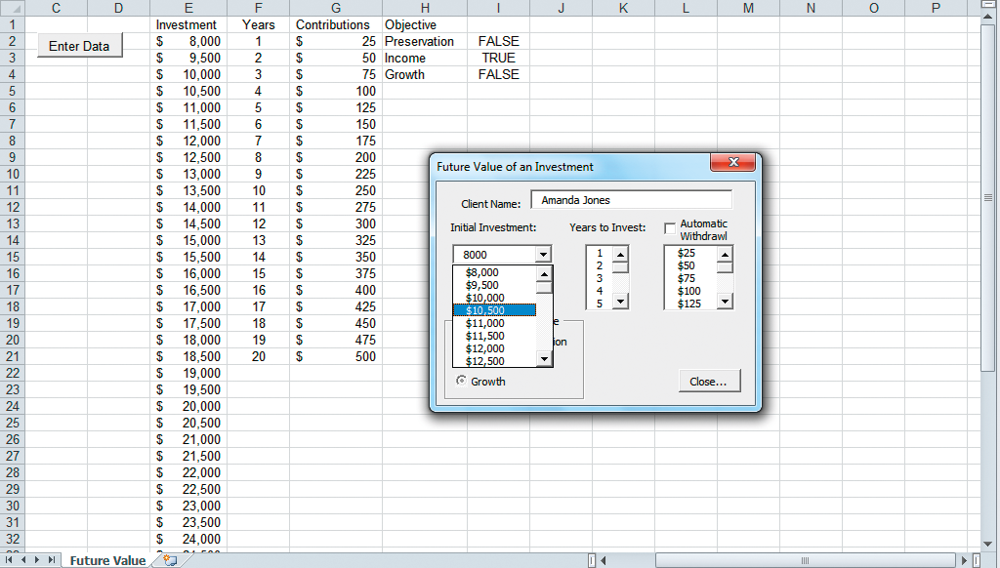 C D E F G H I J K L M N O P
1 Investment Years Contributions Objective
2 $ 8,000 1 $ 25 Preservation FALSE
3 $ 9,500 2 $ 50 Income TRUE
4 $ 10,000 3 $ 75 Growth FALSE
5 $ 10,500 4 $ 100
6 $ 11,000 5 $ 125
7 $ 11,500 6 $ 150
8 $ 12,000 7 $ 175
9 $ 12,500 8 $ 200
10 $ 13,000 9 $ 225
11 $ 13,500 10 $ 250
12 $ 14,000 11 $ 275
13 $ 14,500 12 $ 300
14 $ 15,000 13 $ 325
15 $ 15,500 14 $ 350
16 $ 16,000 15 $ 375
17 $ 16,500 16 $ 400
18 $ 17,000 17 $ 425
19 $ 17,500 18 $ 450
20 $ 18,000 19 $ 475
21 $ 18,500 20 $ 500
22 $ 19,000
23 $ 19,500
24 $ 20,000
25 $ 20,500
26 $ 21,000
27 $ 21,500
28 $ 22,000
29 $ 22,500
30 $ 23,000
31 $ 23,500
32 $ 24,000
Enter Data
Future Value of an Investment
Client Name: Amanda Jones
Initial Investment: Years to Invest: Automatic
Withdrawl
8000
$8,000
$9,500
$10,000
$10,500
$11,000
$11,500
$12,000
$12,500
1
2
3
4
5
$25
$50
$75
$100
$125
e
ion
Growth
Close...
Future Value